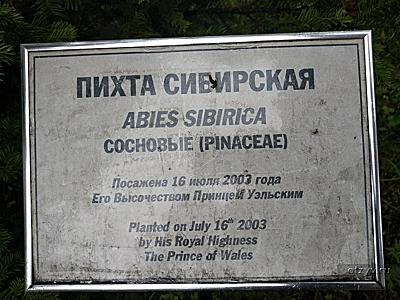 ПИХТА СИБИРСКАЯ
ABIES SIBIRICA
СОСНОВЫЕ (PINACEAE)
Посажена 16 июля 2003 года
Его Высочеством Принцем Уэльским
Planted on July 16th 2003
by His Royal Highness
The Prince of Wales